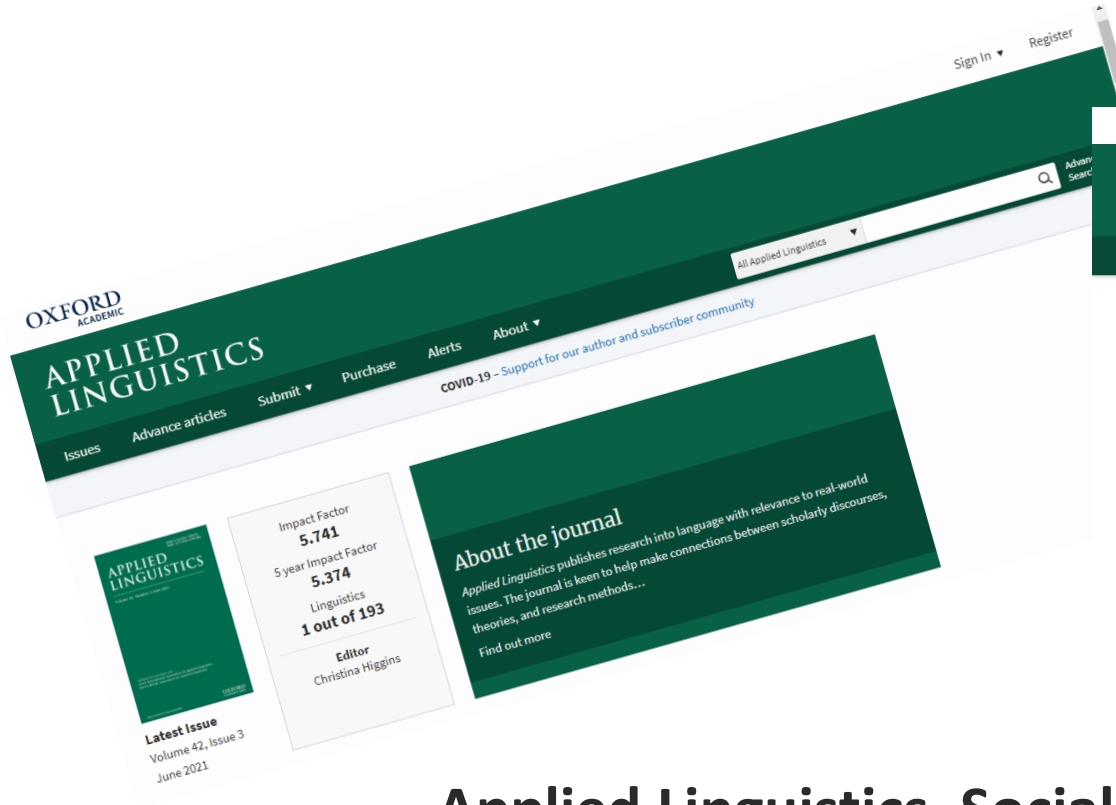 Sign In ▼ Register
OXFORD
ACADEMIC
APPLIED
LINGUISTICS
All Applied Linguistics ▼
Issues Advance articles Submit ▼ Purchase Alerts About ▼
COVID-19 – Support for our author and subscriber community
APPLIED
LINGUISTICS
Latest Issue
Volume 42, Issue 3
June 2021
Impact Factor
5.741
5 year Impact Factor
5.374
Linguistics
1 out of 193
Editor
Christina Higgins
About the journal
Applied Linguistics publishes research into language with relevance to real-world
issues. The journal is keen to help make connections between scholarly discourses,
theories, and research methods...
Find out more
Applied Linguistics, Social